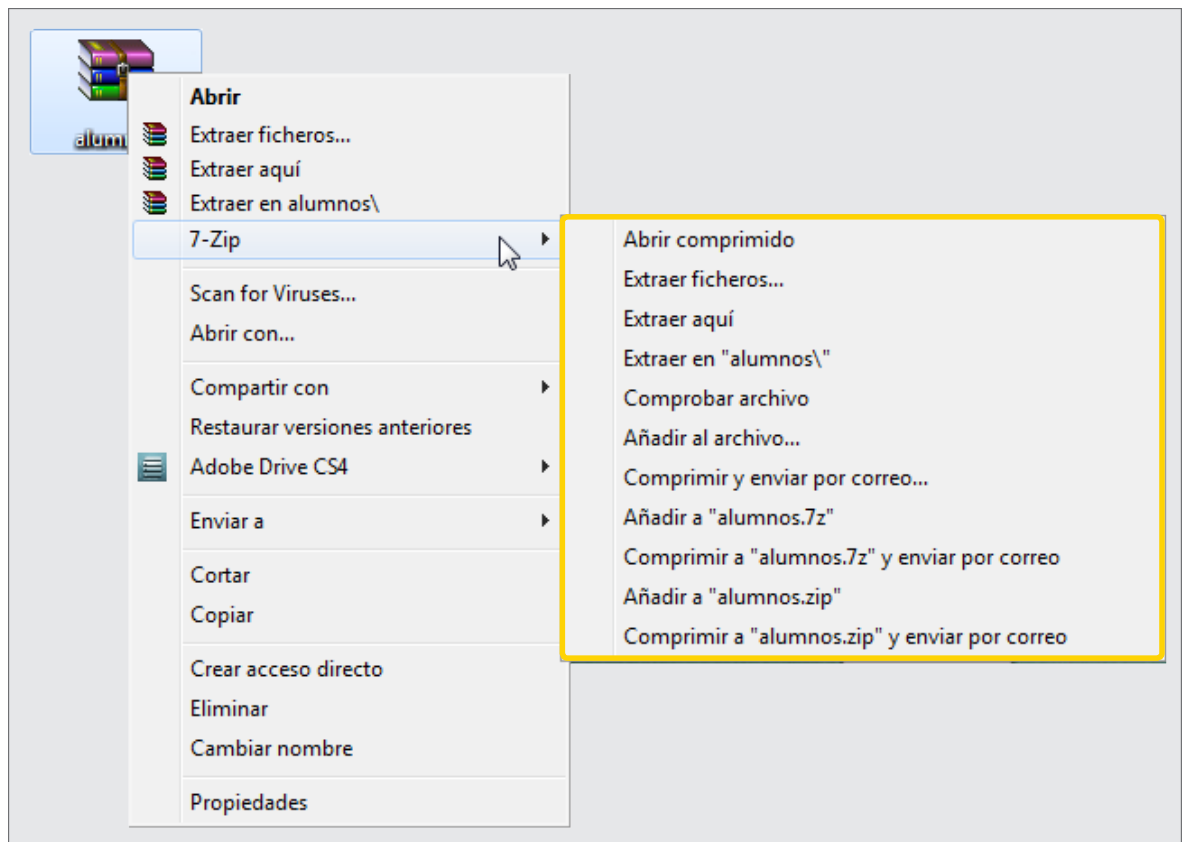 Abrir
Extraer ficheros...
Extraer aquí
Extraer en alumnos\
7-Zip
Scan for Viruses...
Abrir con...
Compartir con
Restaurar versiones anteriores
Adobe Drive CS4
Enviar a
Cortar
Copiar
Crear acceso directo
Eliminar
Cambiar nombre
Propiedades
Abrir comprimido
Extraer ficheros...
Extraer aquí
Extraer en "alumnos\"
Comprobar archivo
Añadir al archivo...
Comprimir y enviar por correo...
Añadir a "alumnos.7z"
Comprimir a "alumnos.7z" y enviar por correo
Añadir a "alumnos.zip"
Comprimir a "alumnos.zip" y enviar por correo